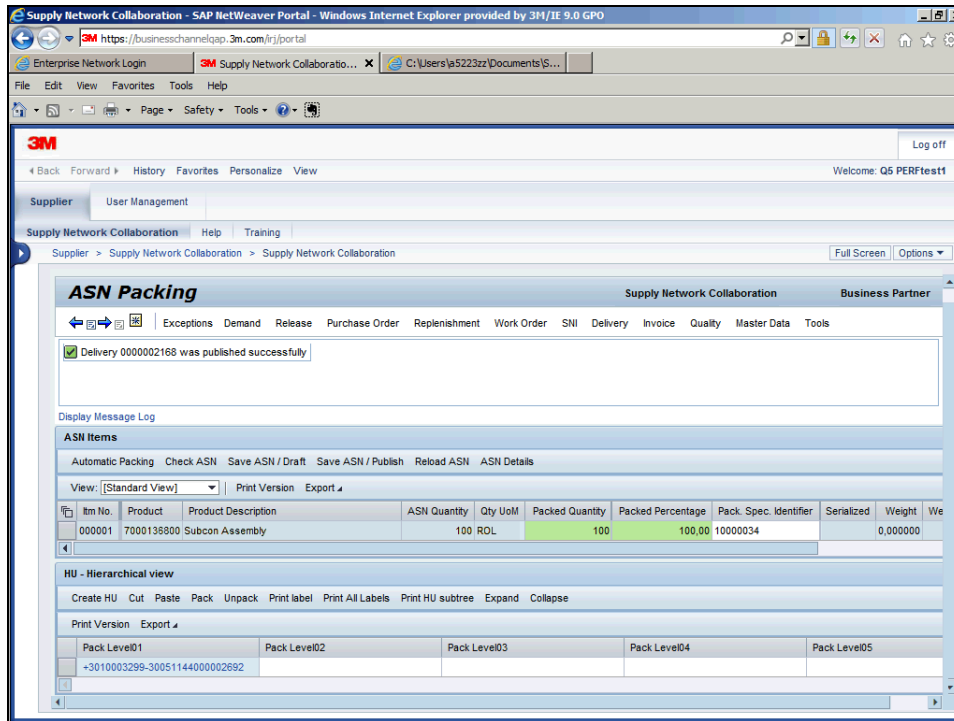 Supply Network Collaboration - SAP NetWeaver Portal - Windows Internet Explorer provided by 3M/IE 9.0 GPO
3M https://businesschannelqap.3m.com/irj/portal
Enterprise Network Login 3M Supply Network Collaboratio... X C:\Users\a5223zz\Documents\S...
File Edit View Favorites Tools Help
Page Safety Tools
3M Log off
Back Forward History Favorites Personalize View Welcome: Q5 PERFtest1
Supplier User Management
Supply Network Collaboration Help Training
Supplier > Supply Network Collaboration > Supply Network Collaboration Full Screen Options
ASN Packing Supply Network Collaboration Business Partner
Exceptions Demand Release Purchase Order Replenishment Work Order SNI Delivery Invoice Quality Master Data Tools
Delivery 0000002168 was published successfully
Display Message Log
ASN Items
Automatic Packing Check ASN Save ASN / Draft Save ASN / Publish Reload ASN ASN Details
View: [Standard View] Print Version Export
Itm No. Product Product Description ASN Quantity Qty UoM Packed Quantity Packed Percentage Pack. Spec. Identifier Serialized Weight We
000001 7000136800 Subcon Assembly 100 ROL 100 100,00 10000034 0,000000
HU - Hierarchical view
Create HU Cut Paste Pack Unpack Print label Print All Labels Print HU subtree Expand Collapse
Print Version Export
Pack Level01 Pack Level02 Pack Level03 Pack Level04 Pack Level05
+3010003299-30051144000002692